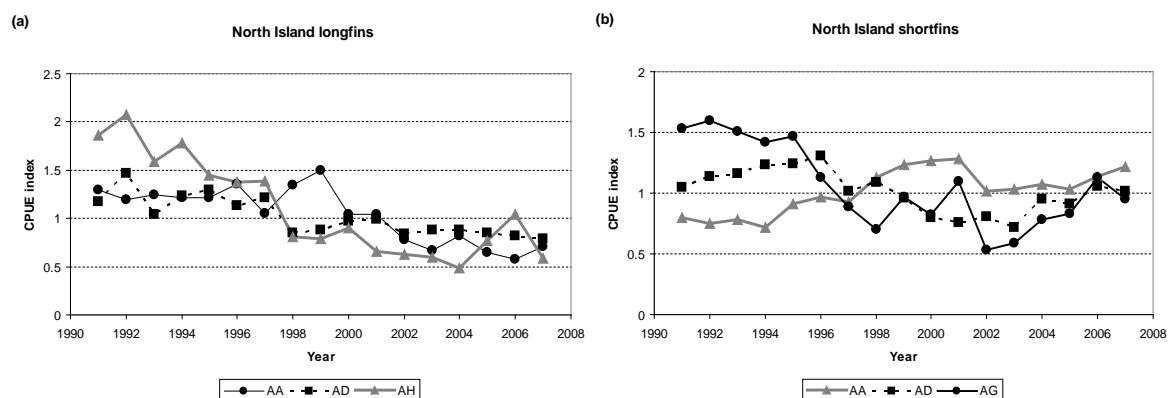 (a)
North Island longfins
2.5
2
1.5
1
0.5
0
CPUE index
1990 1992 1994 1996 1998 2000 2002 2004 2006 2008
Year
AA AD AH
(b)
North Island shortfins
2
1.5
1
0.5
0
CPUE index
1990 1992 1994 1996 1998 2000 2002 2004 2006 2008
Year
AA AD AG